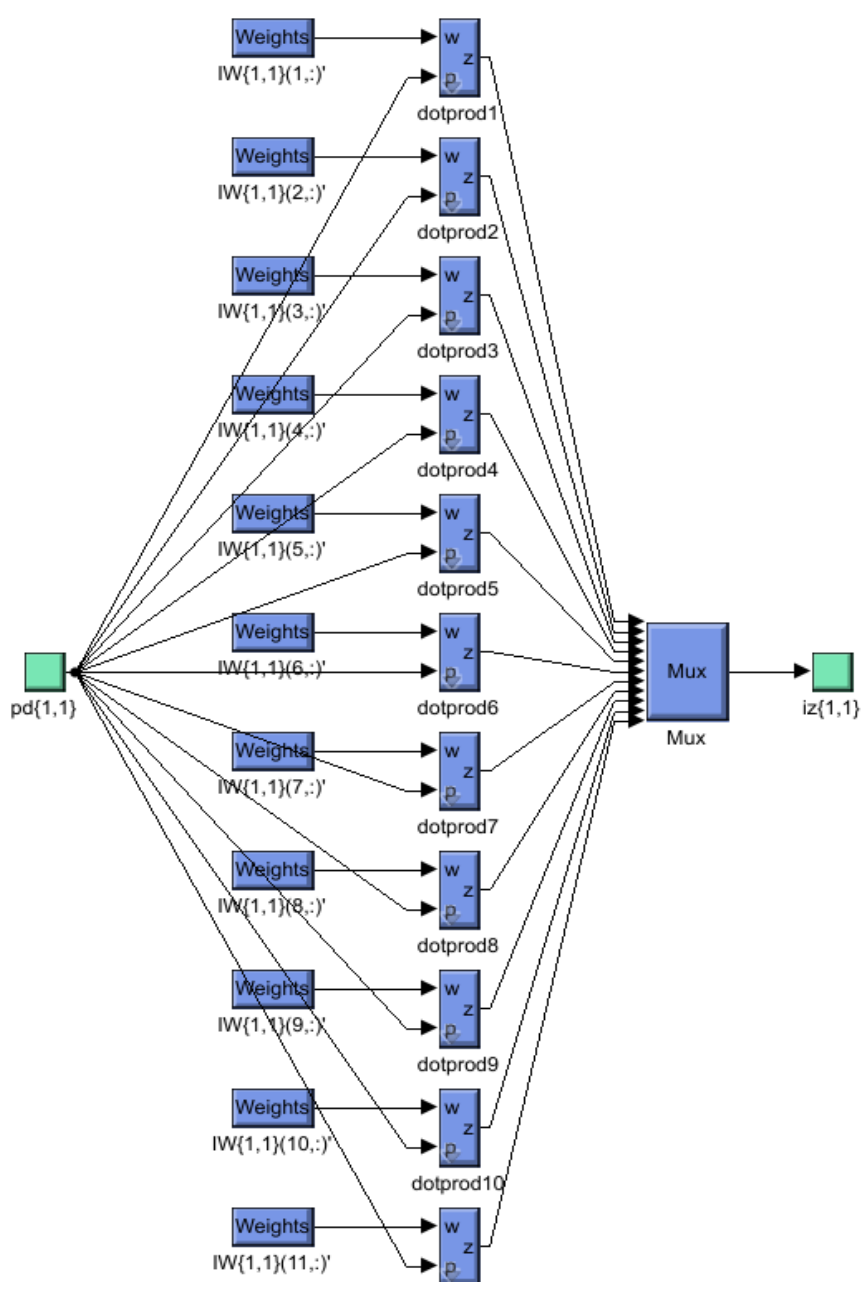 Weights
w
z
p
IW{1,1}(1,:)'
dotprod1
Weights
w
z
p
IW{1,1}(2,:)'
dotprod2
Weights
w
z
p
IW{1,1}(3,:)'
dotprod3
Weights
w
z
p
IW{1,1}(4,:)'
dotprod4
Weights
w
z
p
IW{1,1}(5,:)'
dotprod5
Weights
w
z
p
IW{1,1}(6,:)'
dotprod6
pd{1,1}
Mux
Mux
iz{1,1}
Weights
w
z
p
IW{1,1}(7,:)'
dotprod7
Weights
w
z
p
IW{1,1}(8,:)'
dotprod8
Weights
w
z
p
IW{1,1}(9,:)'
dotprod9
Weights
w
z
p
IW{1,1}(10,:)'
dotprod10
Weights
w
z
p
IW{1,1}(11,:)'